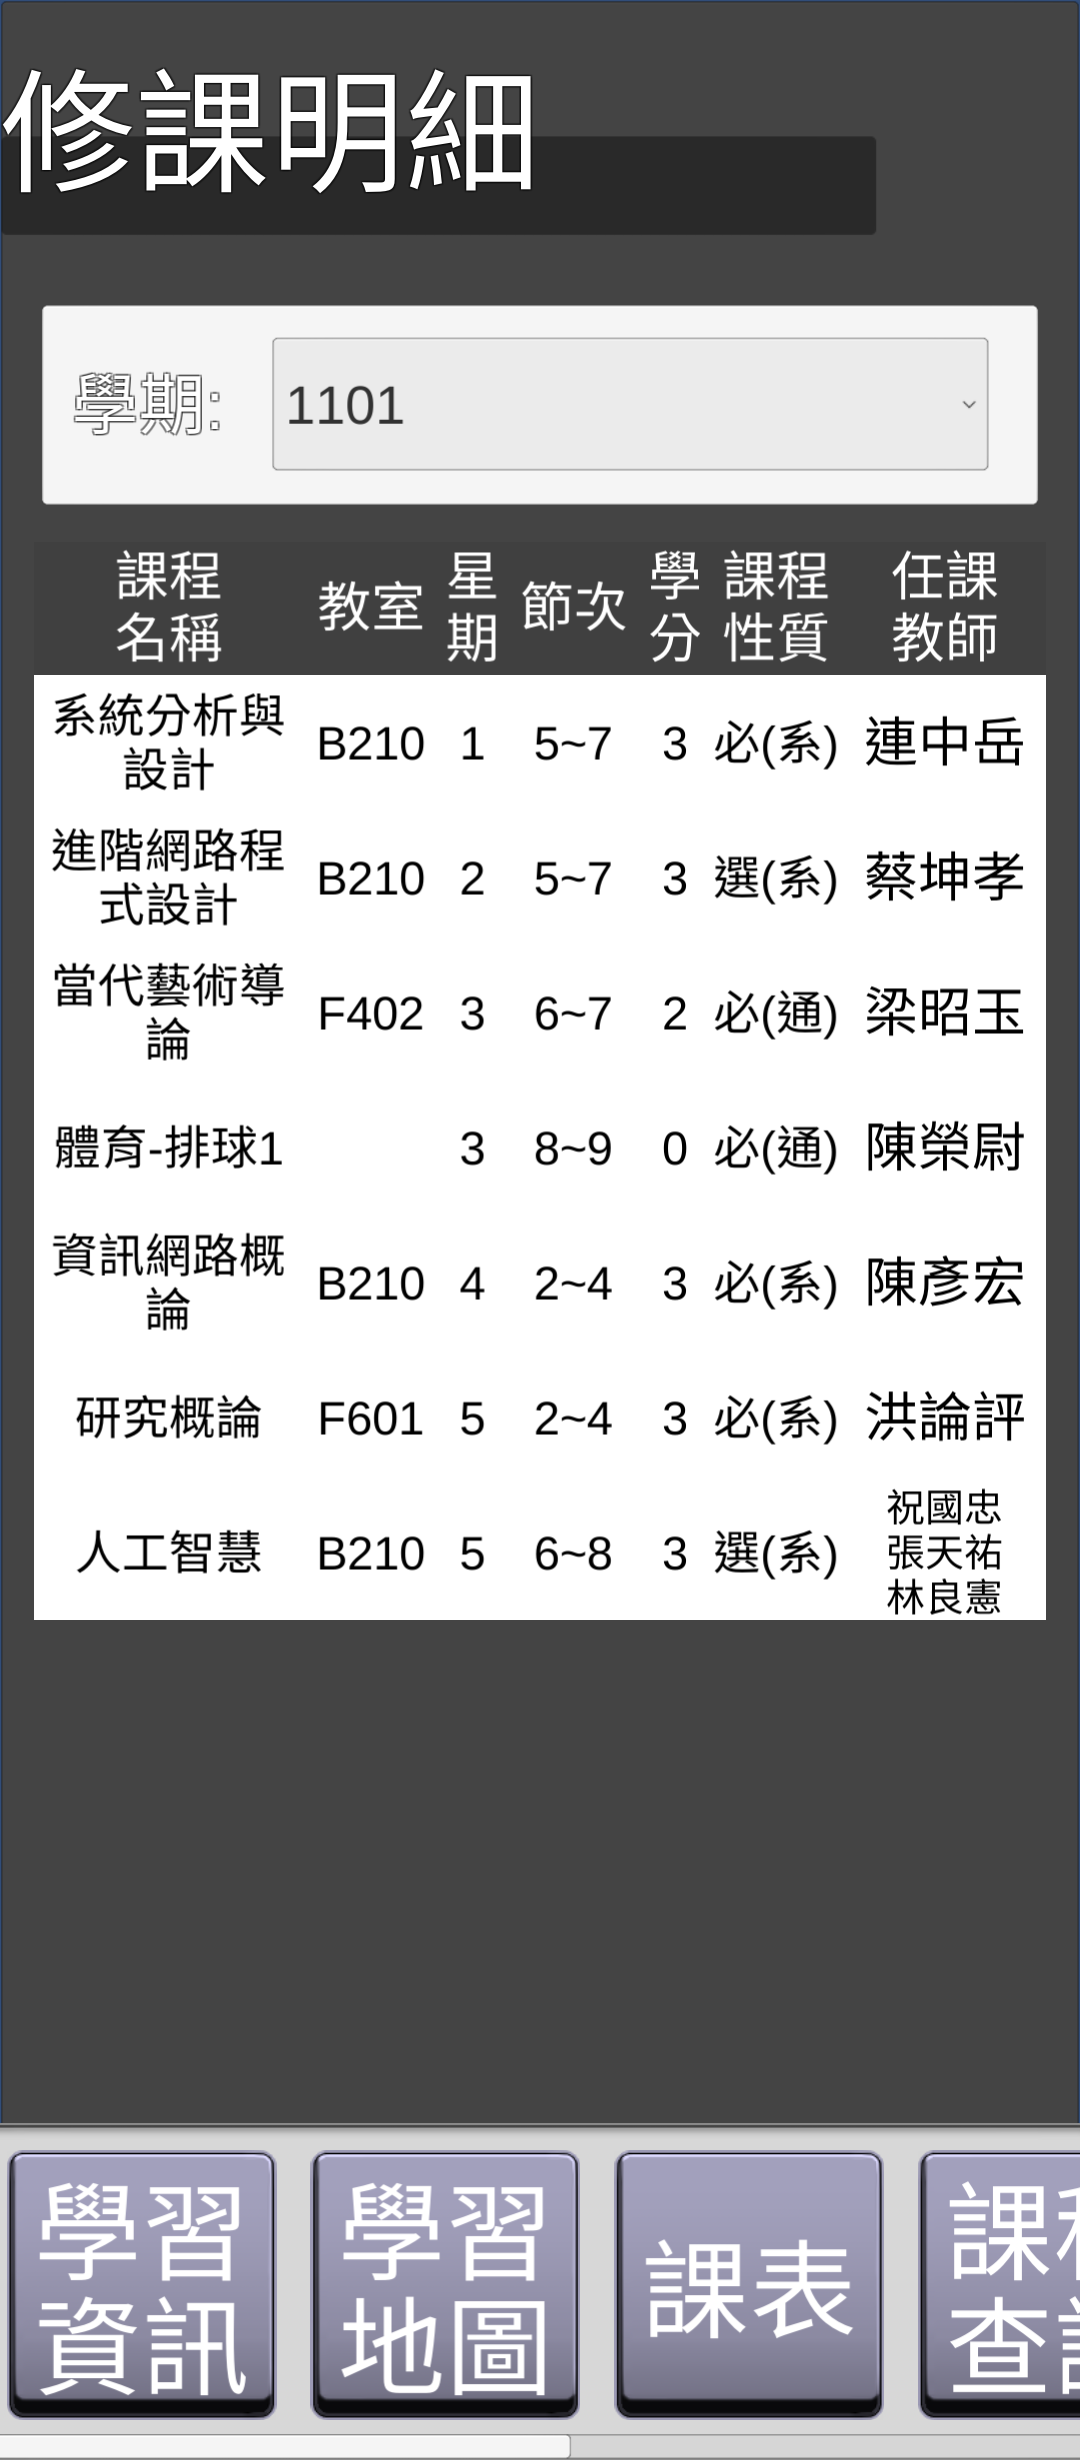 修課明細
學期:
1101
課程
名稱
教室
星
期
節次
學
分
課程
性質
任課
教師
系統分析與
設計
B210
1
5~7
3
必(系)
連中岳
進階網路程
式設計
B210
2
5~7
3
選(系)
蔡坤孝
當代藝術導
論
F402
3
6~7
2
必(通)
梁昭玉
體育-排球1
3
8~9
0
必(通)
陳榮尉
資訊網路概
論
B210
4
2~4
3
必(系)
陳彥宏
研究概論
F601
5
2~4
3
必(系)
洪論評
人工智慧
B210
5
6~8
3
選(系)
祝國忠
張天祐
林良憲
學習
資訊
學習
地圖
課表
課
查